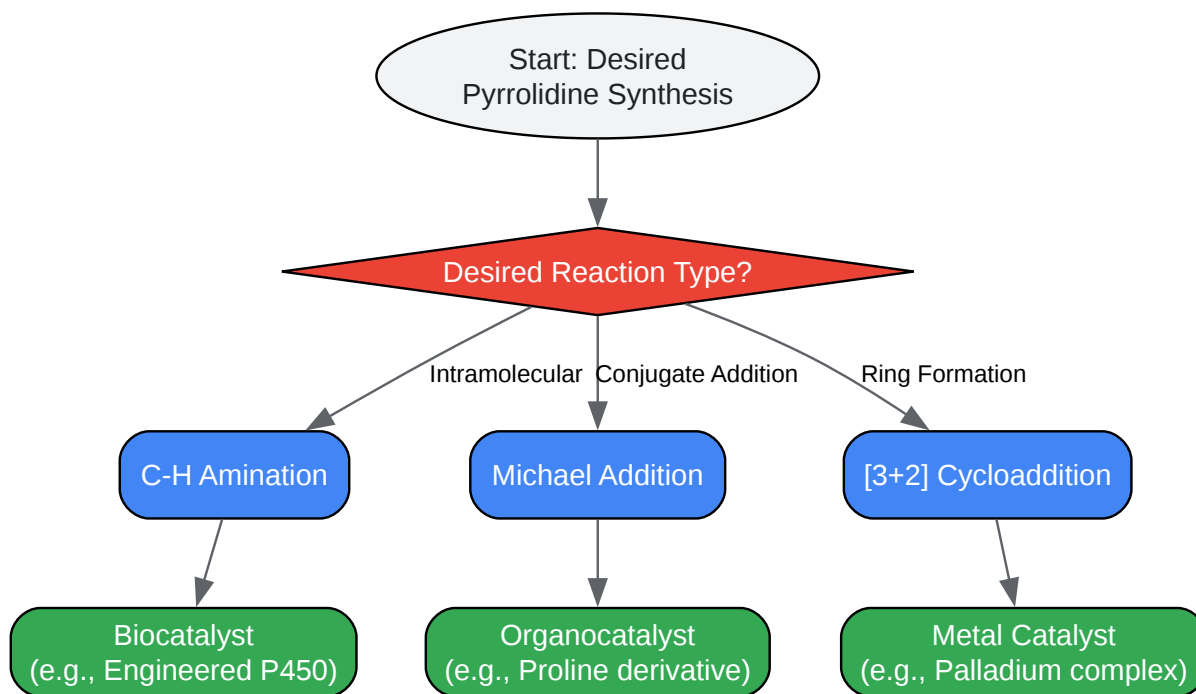 Start: Desired
Pyrrolidine Synthesis
Desired Reaction Type?
Intramolecular
Conjugate Addition
Ring Formation
C-H Amination
Michael Addition
[3+2] Cycloaddition
Biocatalyst
(e.g., Engineered P450)
Organocatalyst
(e.g., Proline derivative)
Metal Catalyst
(e.g., Palladium complex)